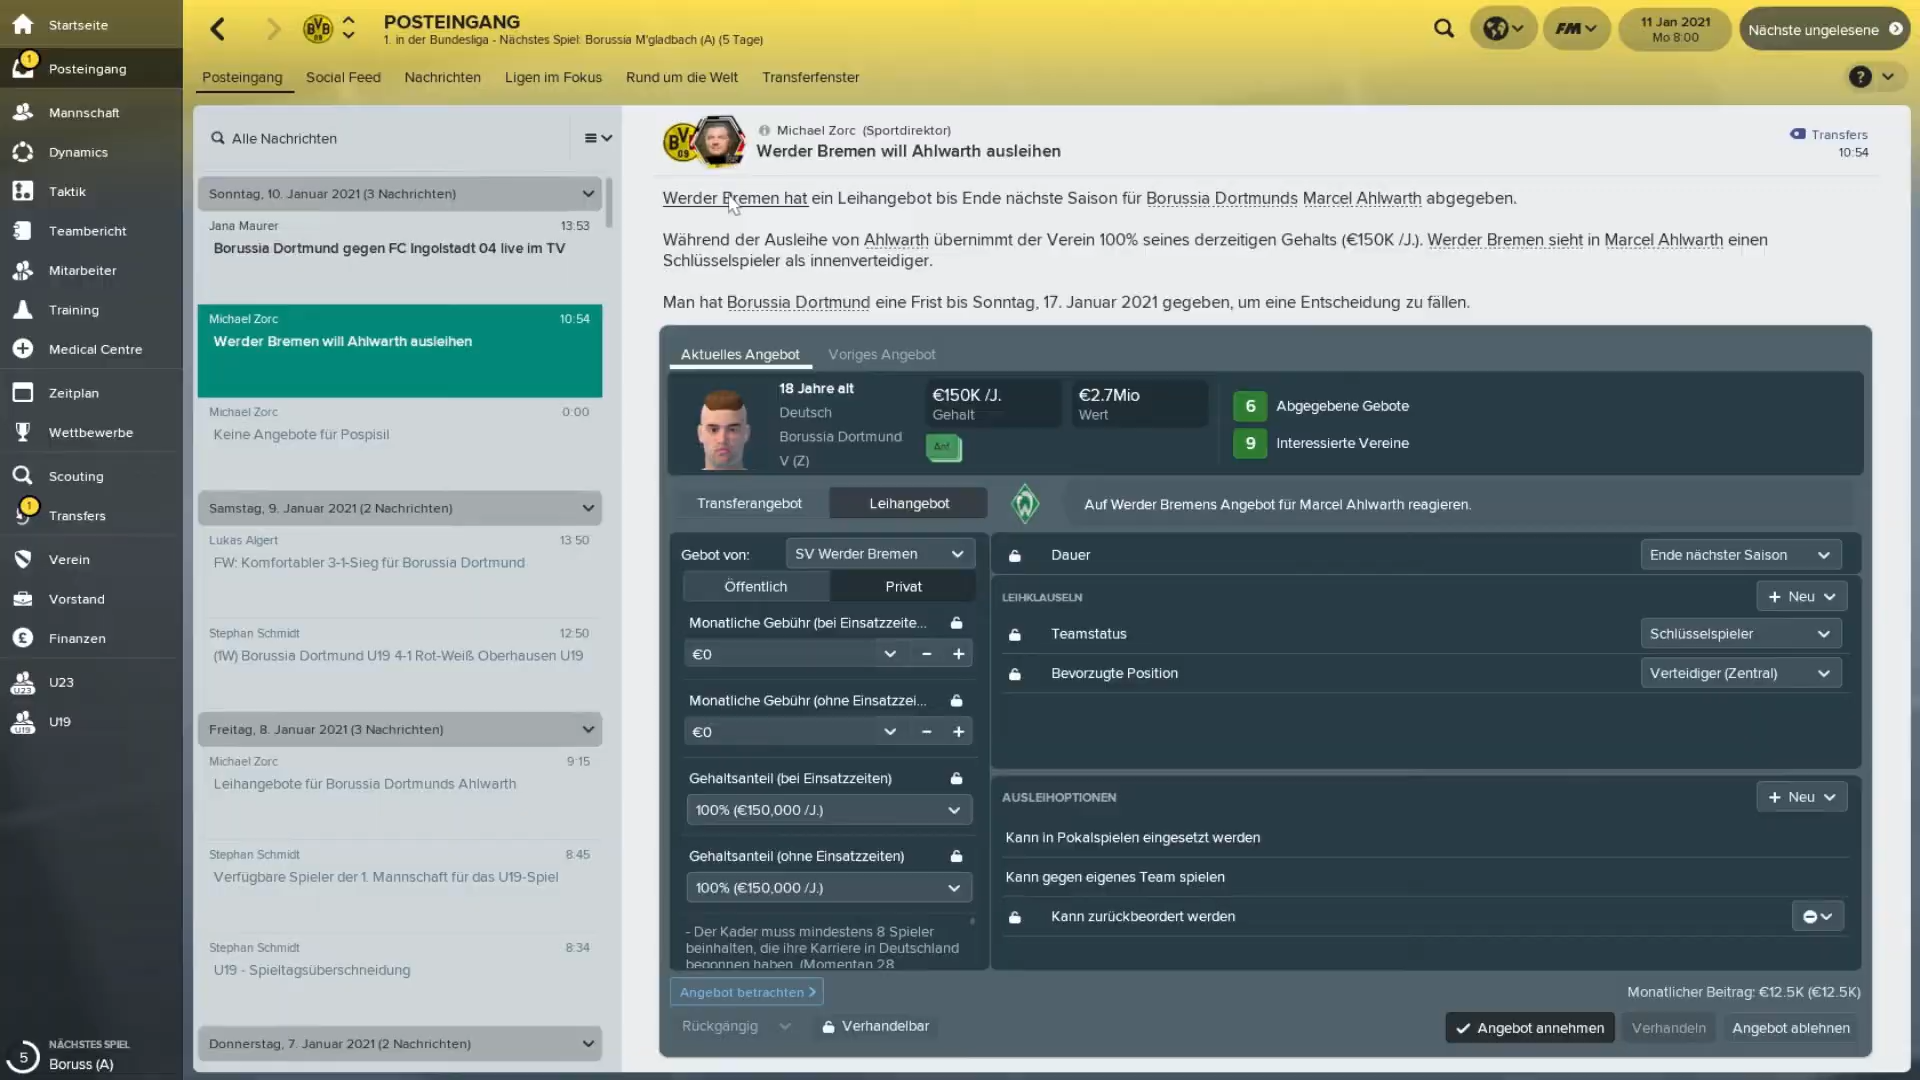 Startseite
Posteingang
Mannschaft
Dynamics
Taktik
Teambericht
Mitarbeiter
Training
Medical Centre
Zeitplan
Wettbewerbe
Scouting
Transfers
Verein
Vorstand
Finanzen
U23
U19
5
NÄCHSTES SPIEL
Boruss (A)
POSTEINGANG
1. in der Bundesliga - Nächstes Spiel: Borussia M'gladbach (A) (5 Tage)
FM
11 Jan 2021
Mo 8:00
Nächste ungelesene
Posteingang
Social Feed
Nachrichten
Ligen im Fokus
Rund um die Welt
Transferfenster
Alle Nachrichten
Sonntag, 10. Januar 2021 (3 Nachrichten)
Jana Maurer 13:53
Borussia Dortmund gegen FC Ingolstadt 04 live im TV
Michael Zorc 10:54
Werder Bremen will Ahlwarth ausleihen
Michael Zorc 0:00
Keine Angebote für Pospisil
Samstag, 9. Januar 2021 (2 Nachrichten)
Lukas Algert 13:50
FW: Komfortabler 3-1-Sieg für Borussia Dortmund
Stephan Schmidt 12:50
(1W) Borussia Dortmund U19 4-1 Rot-Weiß Oberhausen U19
Freitag, 8. Januar 2021 (3 Nachrichten)
Michael Zorc 9:15
Leihangebote für Borussia Dortmunds Ahlwarth
Stephan Schmidt 8:45
Verfügbare Spieler der 1. Mannschaft für das U19-Spiel
Stephan Schmidt 8:34
U19 - Spieltagsüberschneidung
Donnerstag, 7. Januar 2021 (2 Nachrichten)
Michael Zorc (Sportdirektor)
Werder Bremen will Ahlwarth ausleihen
Transfers
10:54
Werder Bremen hat ein Leihangebot bis Ende nächste Saison für Borussia Dortmunds Marcel Ahlwarth abgegeben.
Während der Ausleihe von Ahlwarth übernimmt der Verein 100% seines derzeitigen Gehalts (€150K /J.). Werder Bremen sieht in Marcel Ahlwarth einen
Schlüsselspieler als innenverteidiger.
Man hat Borussia Dortmund eine Frist bis Sonntag, 17. Januar 2021 gegeben, um eine Entscheidung zu fällen.
Aktuelles Angebot
Voriges Angebot
18 Jahre alt
Deutsch
Borussia Dortmund
V (Z)
€150K /J.
Gehalt
Anf
€2.7Mio
Wert
6 Abgegebene Gebote
9 Interessierte Vereine
Transferangebot
Leihangebot
Auf Werder Bremens Angebot für Marcel Ahlwarth reagieren.
Gebot von: SV Werder Bremen
Öffentlich
Privat
Monatliche Gebühr (bei Einsatzzeite...
€0
Monatliche Gebühr (ohne Einsatzzei...
€0
Gehaltsanteil (bei Einsatzzeiten)
100% (€150,000 /J.)
Gehaltsanteil (ohne Einsatzzeiten)
100% (€150,000 /J.)
- Der Kader muss mindestens 8 Spieler
beinhalten, die ihre Karriere in Deutschland
begonnen haben. (Momentan 28
Dauer
Ende nächster Saison
LEIHKLAUSELN
+ Neu
Teamstatus
Schlüsselspieler
Bevorzugte Position
Verteidiger (Zentral)
AUSLEIHOPTIONEN
+ Neu
Kann in Pokalspielen eingesetzt werden
Kann gegen eigenes Team spielen
Kann zurückbeordert werden
Angebot betrachten >
Monatlicher Beitrag: €12.5K (€12.5K)
Rückgängig
Verhandelbar
Angebot annehmen
Verhandeln
Angebot ablehnen